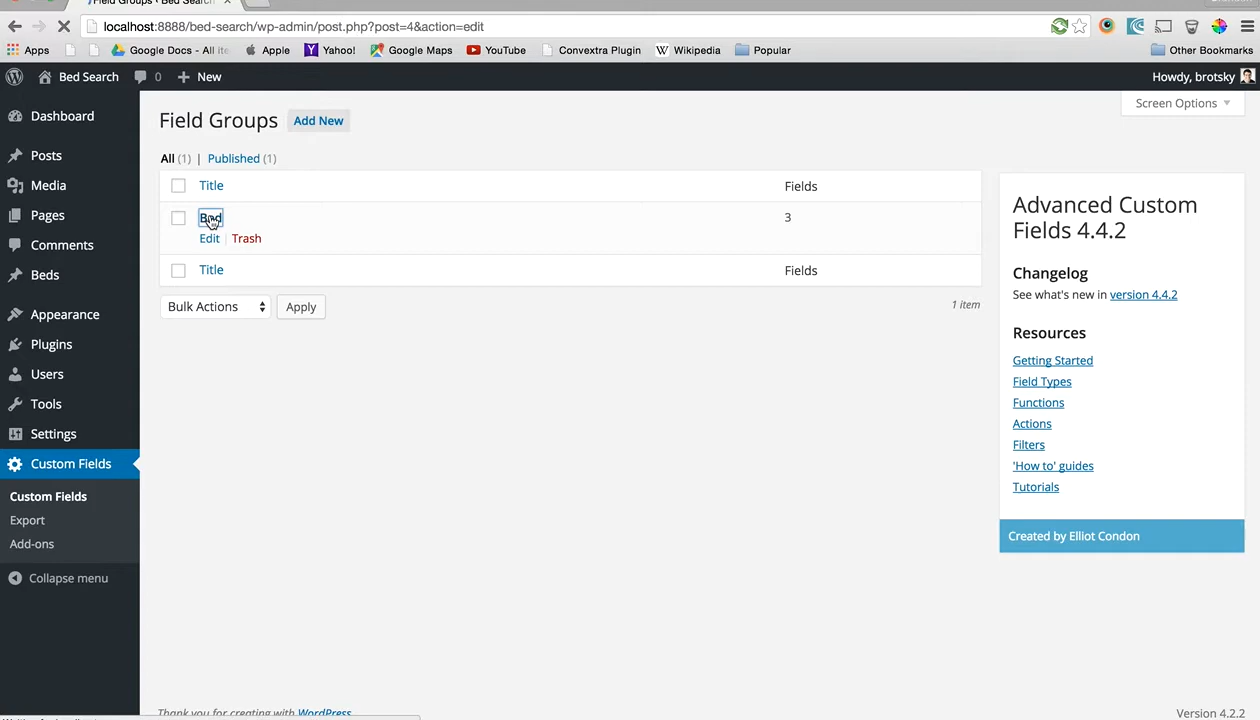 Field Groups ‹ Bed Search
localhost:8888/bed-search/wp-admin/post.php?post=4&action=edit
Apps Google Docs - All ite Apple Yahoo! Google Maps YouTube Convextra Plugin Wikipedia Popular Other Bookmarks
Bed Search 0 New Howdy, brotsky
Screen Options
Dashboard
Posts
Media
Pages
Comments
Beds
Appearance
Plugins
Users
Tools
Settings
Custom Fields
Custom Fields
Export
Add-ons
Collapse menu
Field Groups Add New
All (1) | Published (1)
Title Fields
Bed 3
Edit | Trash
Title Fields
Bulk Actions Apply 1 item
Advanced Custom
Fields 4.4.2
Changelog
See what's new in version 4.4.2
Resources
Getting Started
Field Types
Functions
Actions
Filters
'How to' guides
Tutorials
Created by Elliot Condon
Thank you for creating with WordPress
Version 4.2.2